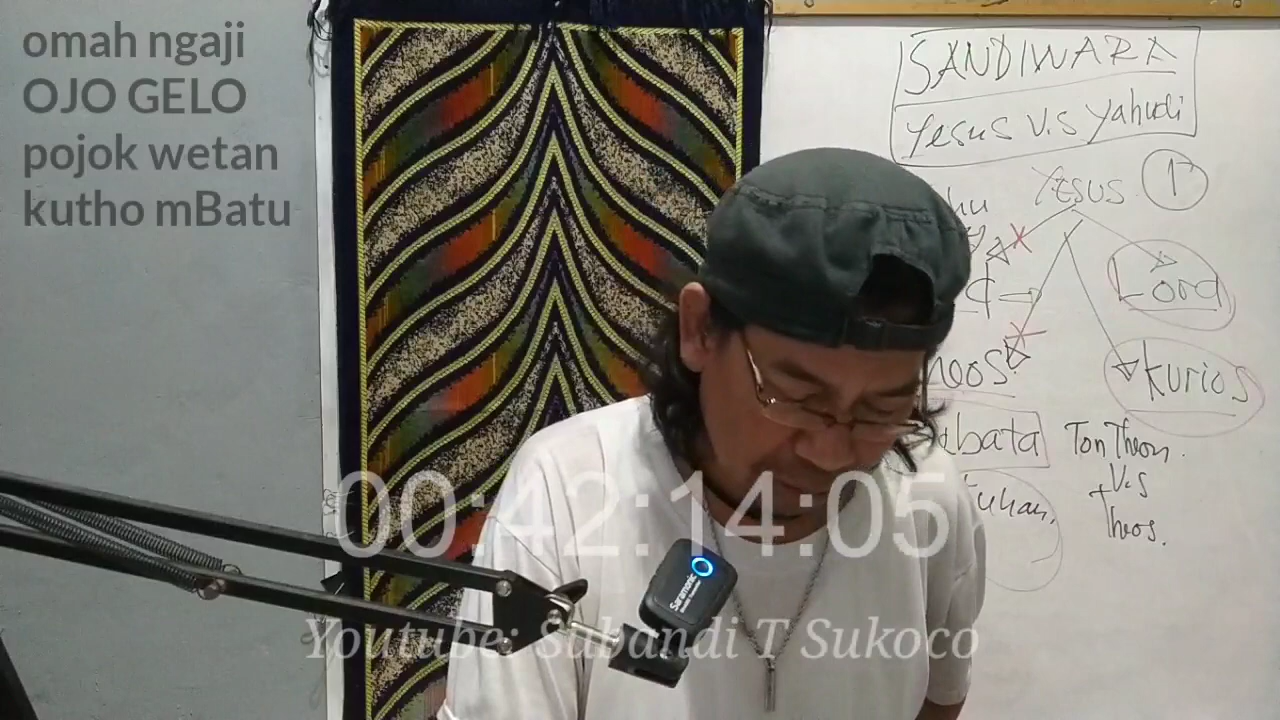 omah ngaji
OJO GELO
pojok wetan
kutho mBatu
SANDIWARA
Yesus V.S Yahudi
Yesus 1
Lord
kurios
Ton Theon.
V.S
Theos.
00:42:14:05
Saramonic
Youtube: Subandi T Sukoco